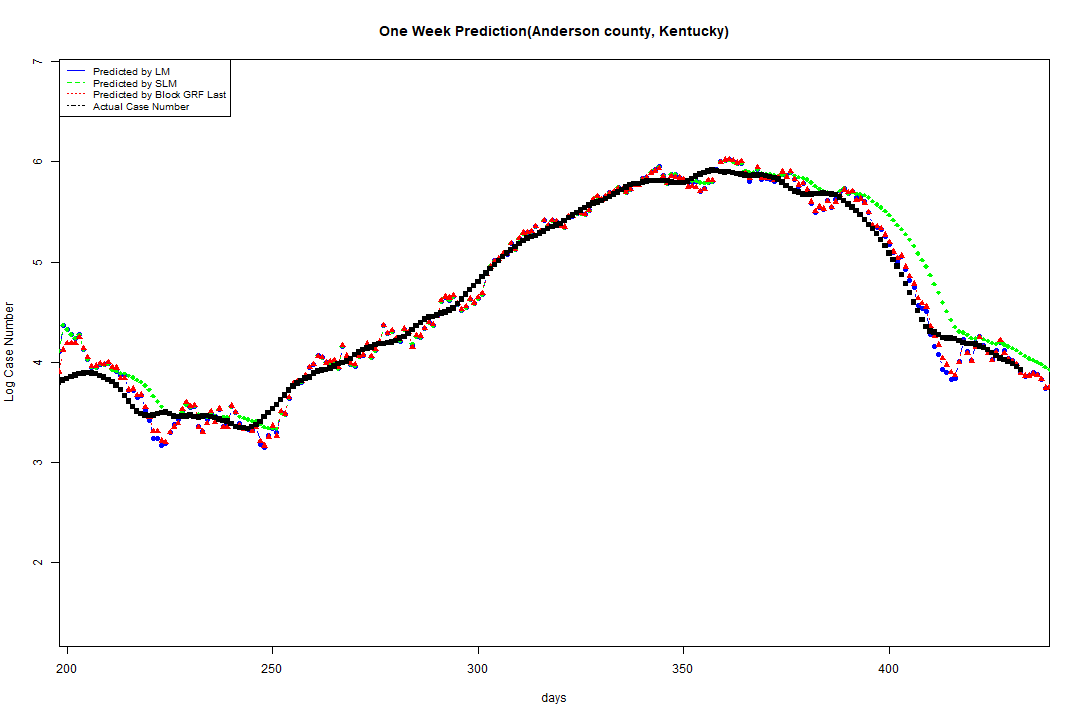 One Week Prediction(Anderson county, Kentucky)
Predicted by LM
Predicted by SLM
Predicted by Block GRF Last
Actual Case Number
7
6
5
4
3
2
Log Case Number
200 250 300 350 400
days